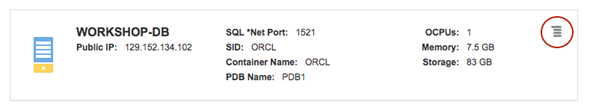 WORKSHOP-DB
Public IP: 129.152.134.102
SQL *Net Port: 1521
SID: ORCL
Container Name: ORCL
PDB Name: PDB1
OCPUs: 1
Memory: 7.5 GB
Storage: 83 GB